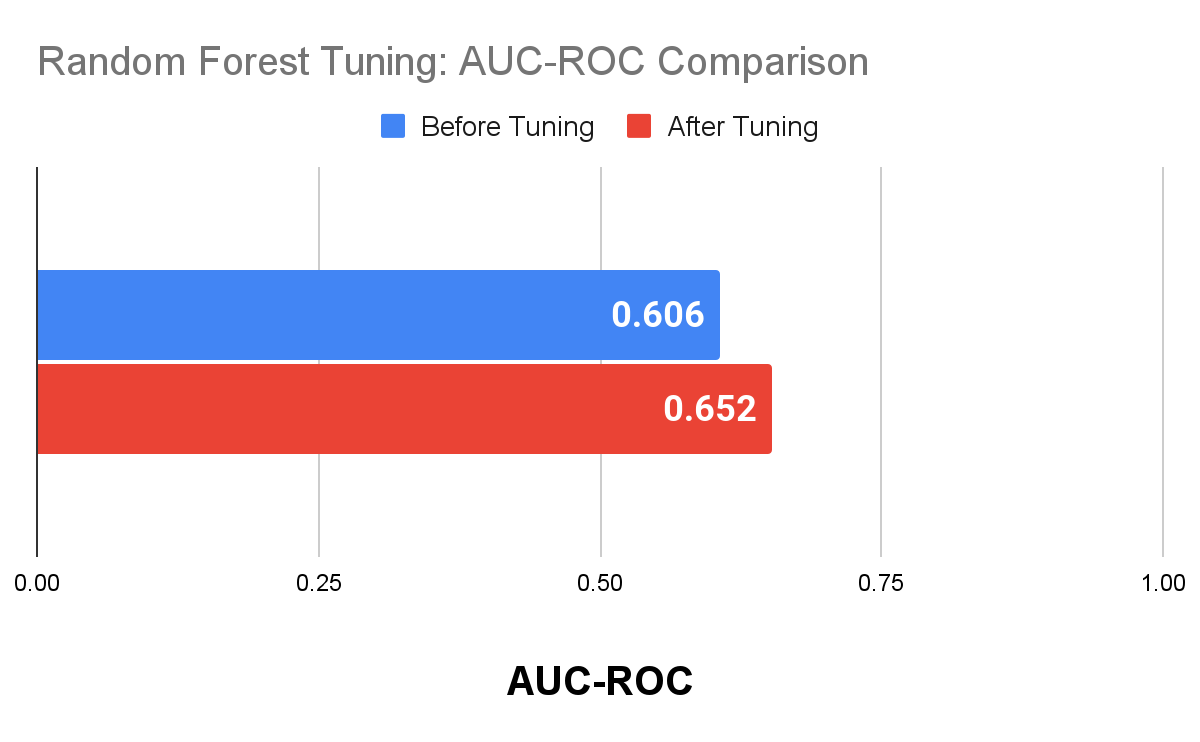 Random Forest Tuning: AUC-ROC Comparison
Before Tuning After Tuning
0.606
0.652
0.00 0.25 0.50 0.75 1.00
AUC-ROC